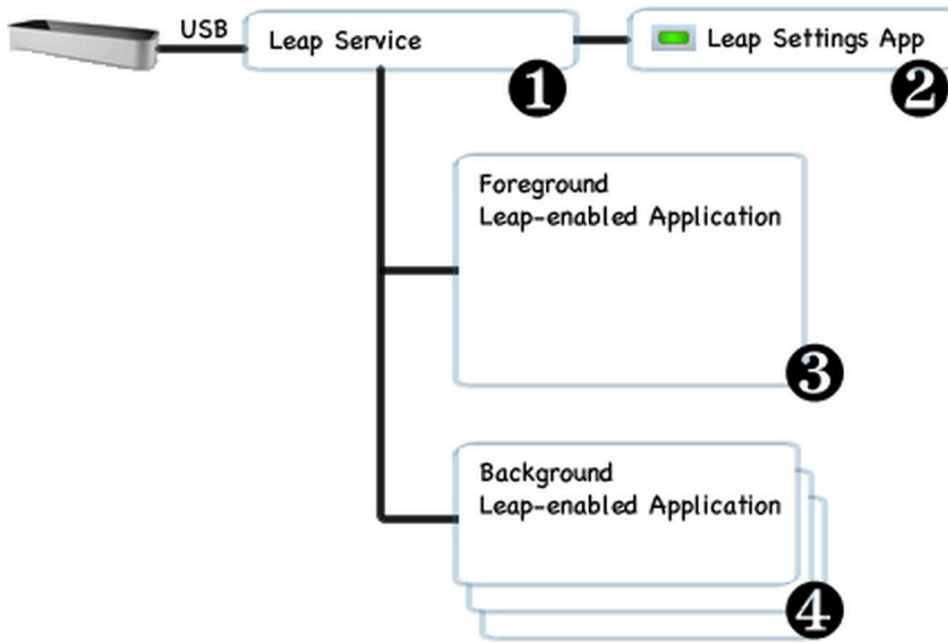 USB
Leap Service
1
Leap Settings App
2
Foreground
Leap-enabled Application
3
Background
Leap-enabled Application
4